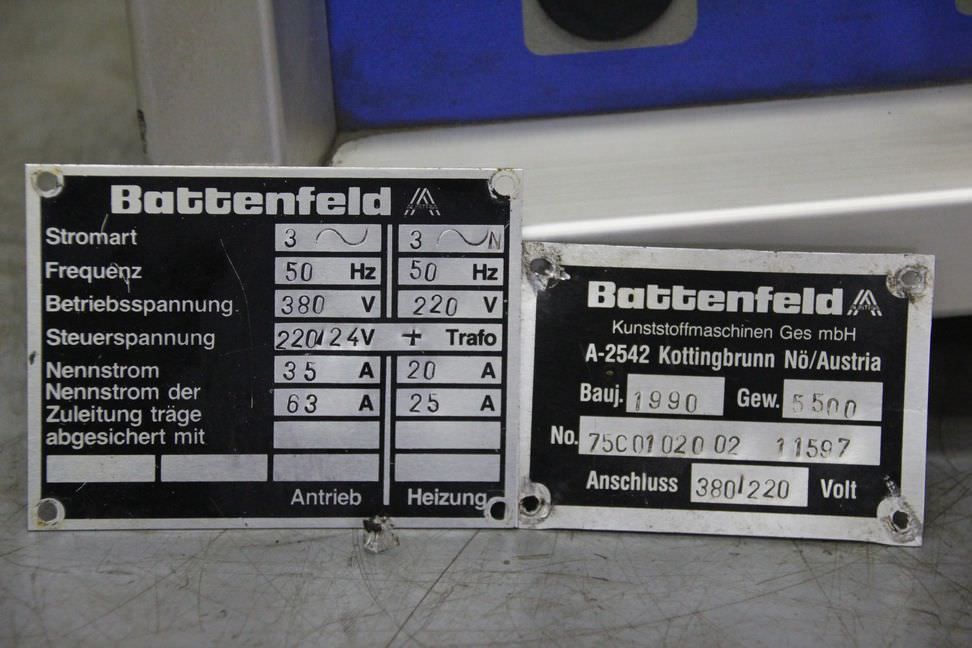 Battenfeld
Stromart 3 ~ 3 ~ N
Frequenz 50 Hz 50 Hz
Betriebsspannung 380 V 220 V
Steuerspannung 220/24V + Trafo
Nennstrom 35 A 20 A
Nennstrom der
Zuleitung träge 63 A 25 A
abgesichert mit
Antrieb Heizung
Battenfeld
Kunststoffmaschinen Ges mbH
A-2542 Kottingbrunn Nö/Austria
Bauj. 1990 Gew. 5500
No. 75C0102002 11597
Anschluss 380/220 Volt